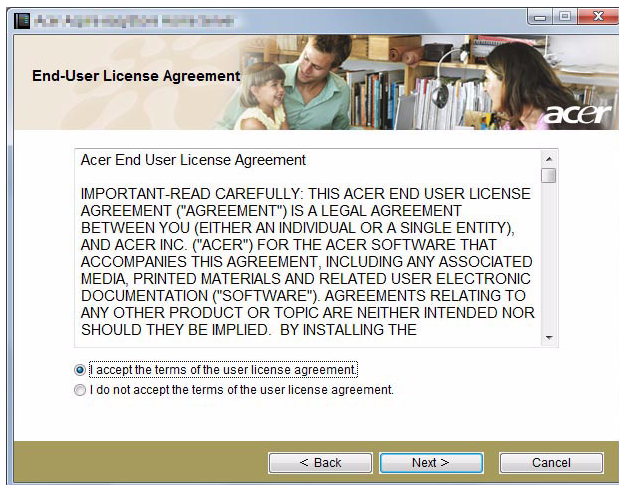 End-User License Agreement
acer
Acer End User License Agreement
IMPORTANT-READ CAREFULLY: THIS ACER END USER LICENSE
AGREEMENT ("AGREEMENT") IS A LEGAL AGREEMENT
BETWEEN YOU (EITHER AN INDIVIDUAL OR A SINGLE ENTITY),
AND ACER INC. ("ACER") FOR THE ACER SOFTWARE THAT
ACCOMPANIES THIS AGREEMENT, INCLUDING ANY ASSOCIATED
MEDIA, PRINTED MATERIALS AND RELATED USER ELECTRONIC
DOCUMENTATION ("SOFTWARE"). AGREEMENTS RELATING TO
ANY OTHER PRODUCT OR TOPIC ARE NEITHER INTENDED NOR
SHOULD THEY BE IMPLIED. BY INSTALLING THE
I accept the terms of the user license agreement.
I do not accept the terms of the user license agreement.
< Back Next > Cancel